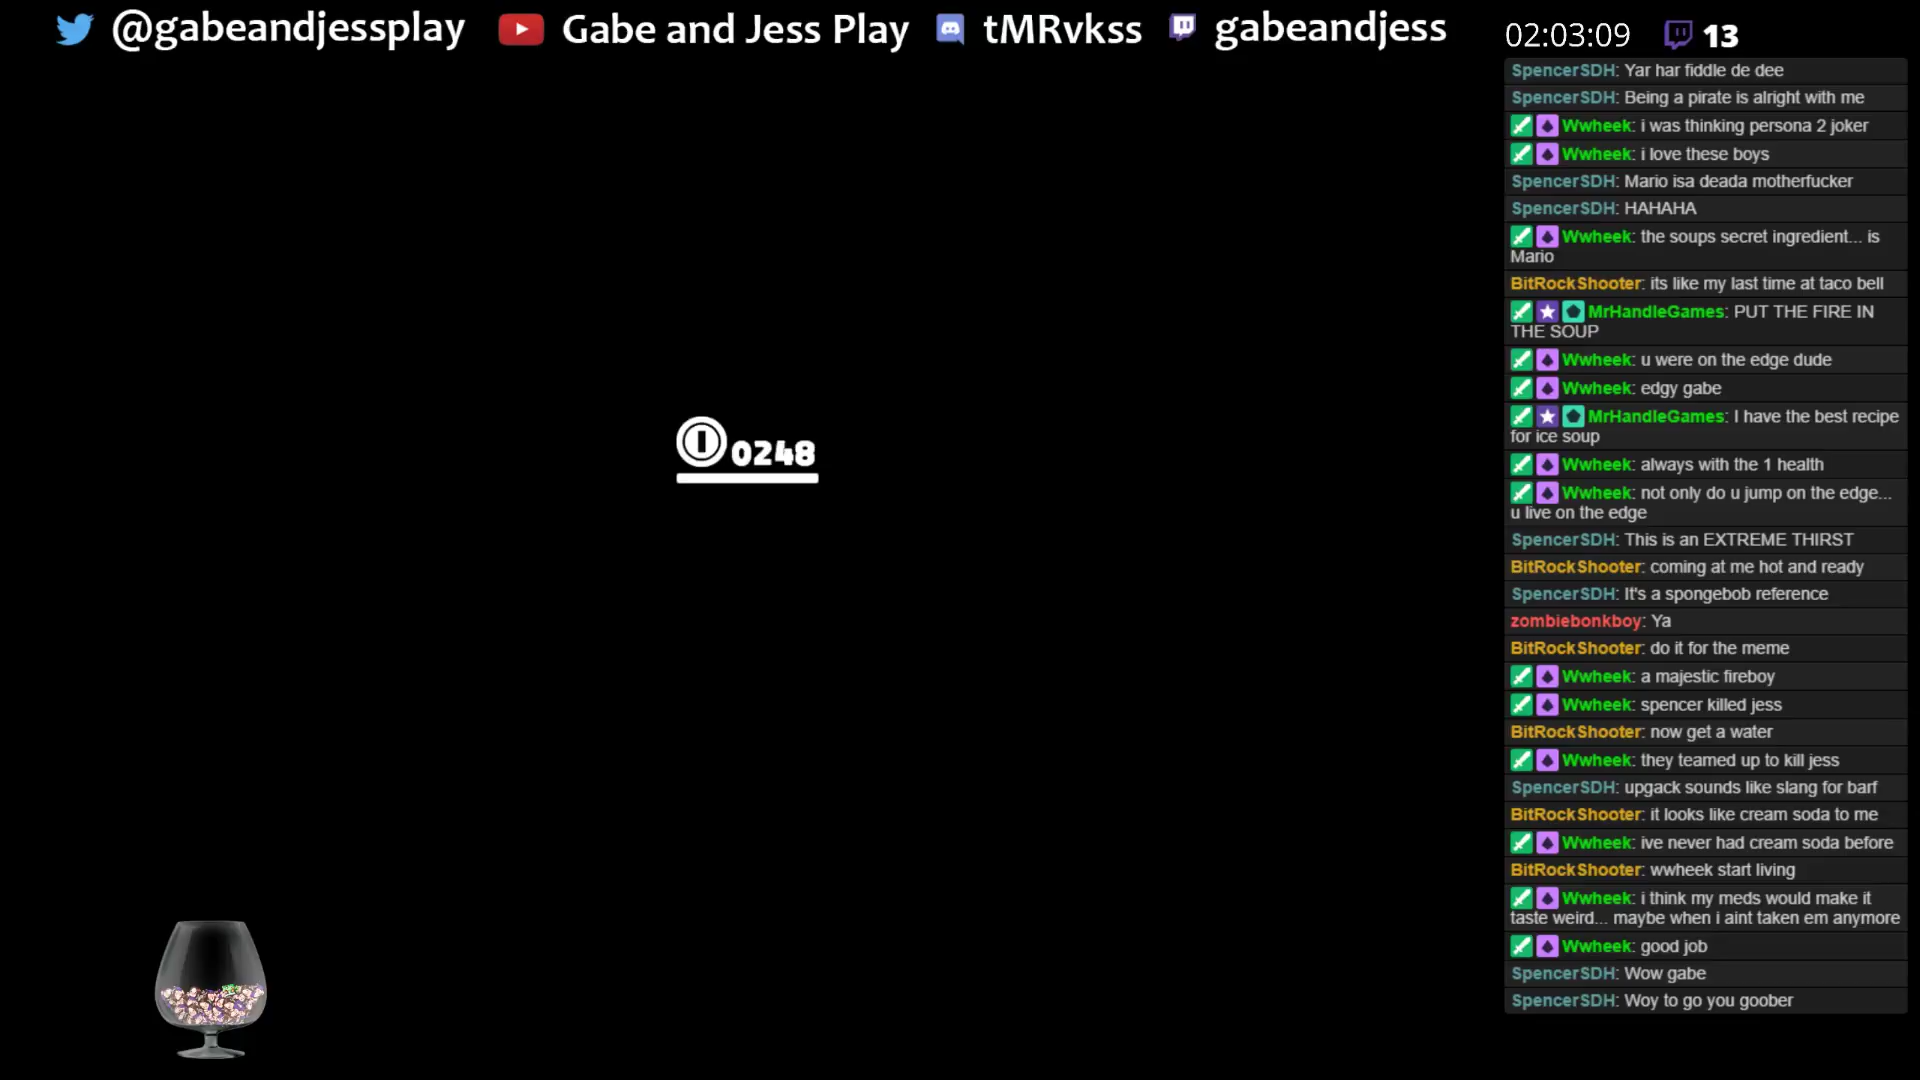 @gabeandjessplay Gabe and Jess Play tMRvkss gabeandjess 02:03:09 13
SpencerSDH: Yar har fiddle de dee
SpencerSDH: Being a pirate is alright with me
Wwheek: i was thinking persona 2 joker
Wwheek: i love these boys
SpencerSDH: Mario isa deada motherfucker
SpencerSDH: HAHAHA
Wwheek: the soups secret ingredient... is
Mario
BitRockShooter: its like my last time at taco bell
MrHandleGames: PUT THE FIRE IN
THE SOUP
Wwheek: u were on the edge dude
Wwheek: edgy gabe
MrHandleGames: I have the best recipe
for ice soup
Wwheek: always with the 1 health
Wwheek: not only do u jump on the edge...
u live on the edge
SpencerSDH: This is an EXTREME THIRST
BitRockShooter: coming at me hot and ready
SpencerSDH: It's a spongebob reference
zombiebonkboy: Ya
BitRockShooter: do it for the meme
Wwheek: a majestic fireboy
Wwheek: spencer killed jess
BitRockShooter: now get a water
Wwheek: they teamed up to kill jess
SpencerSDH: upgack sounds like slang for barf
BitRockShooter: it looks like cream soda to me
Wwheek: ive never had cream soda before
BitRockShooter: wwheek start living
Wwheek: i think my meds would make it
taste weird... maybe when i aint taken em anymore
Wwheek: good job
SpencerSDH: Wow gabe
SpencerSDH: Woy to go you goober
0248